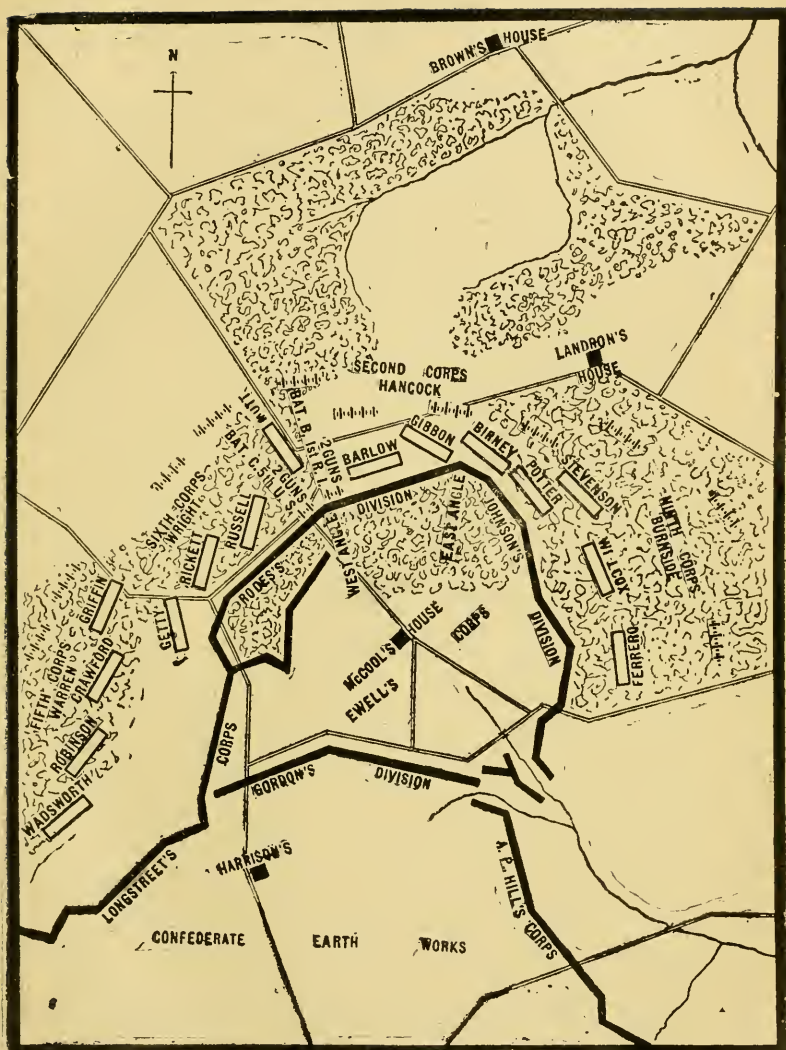 N
BROWN'S HOUSE
LANDRON'S
HOUSE
SECOND CORPS
HANCOCK
MOTT
BAT. B 1st R.I.
2 GUNS
BARLOW
GIBBON
BIRNEY
POTTER
STEVENSON
SIXTH CORPS
WRIGHT
BAT. C. 5th U.S.
2 GUNS
RUSSELL
RICKETT
GETTY
NINTH CORPS
BURNSIDE
WILLCOX
FERRERO
FIFTH CORPS
WARREN
GRIFFIN
CRAWFORD
ROBINSON
WADSWORTH
RODES'S DIVISION
WEST ANGLE
EAST ANGLE
JOHNSON'S DIVISION
McCOOL'S HOUSE
EWELL'S CORPS
LONGSTREET'S CORPS
GORDON'S DIVISION
HARRISON'S
A. P. HILL'S CORPS
CONFEDERATE EARTH WORKS